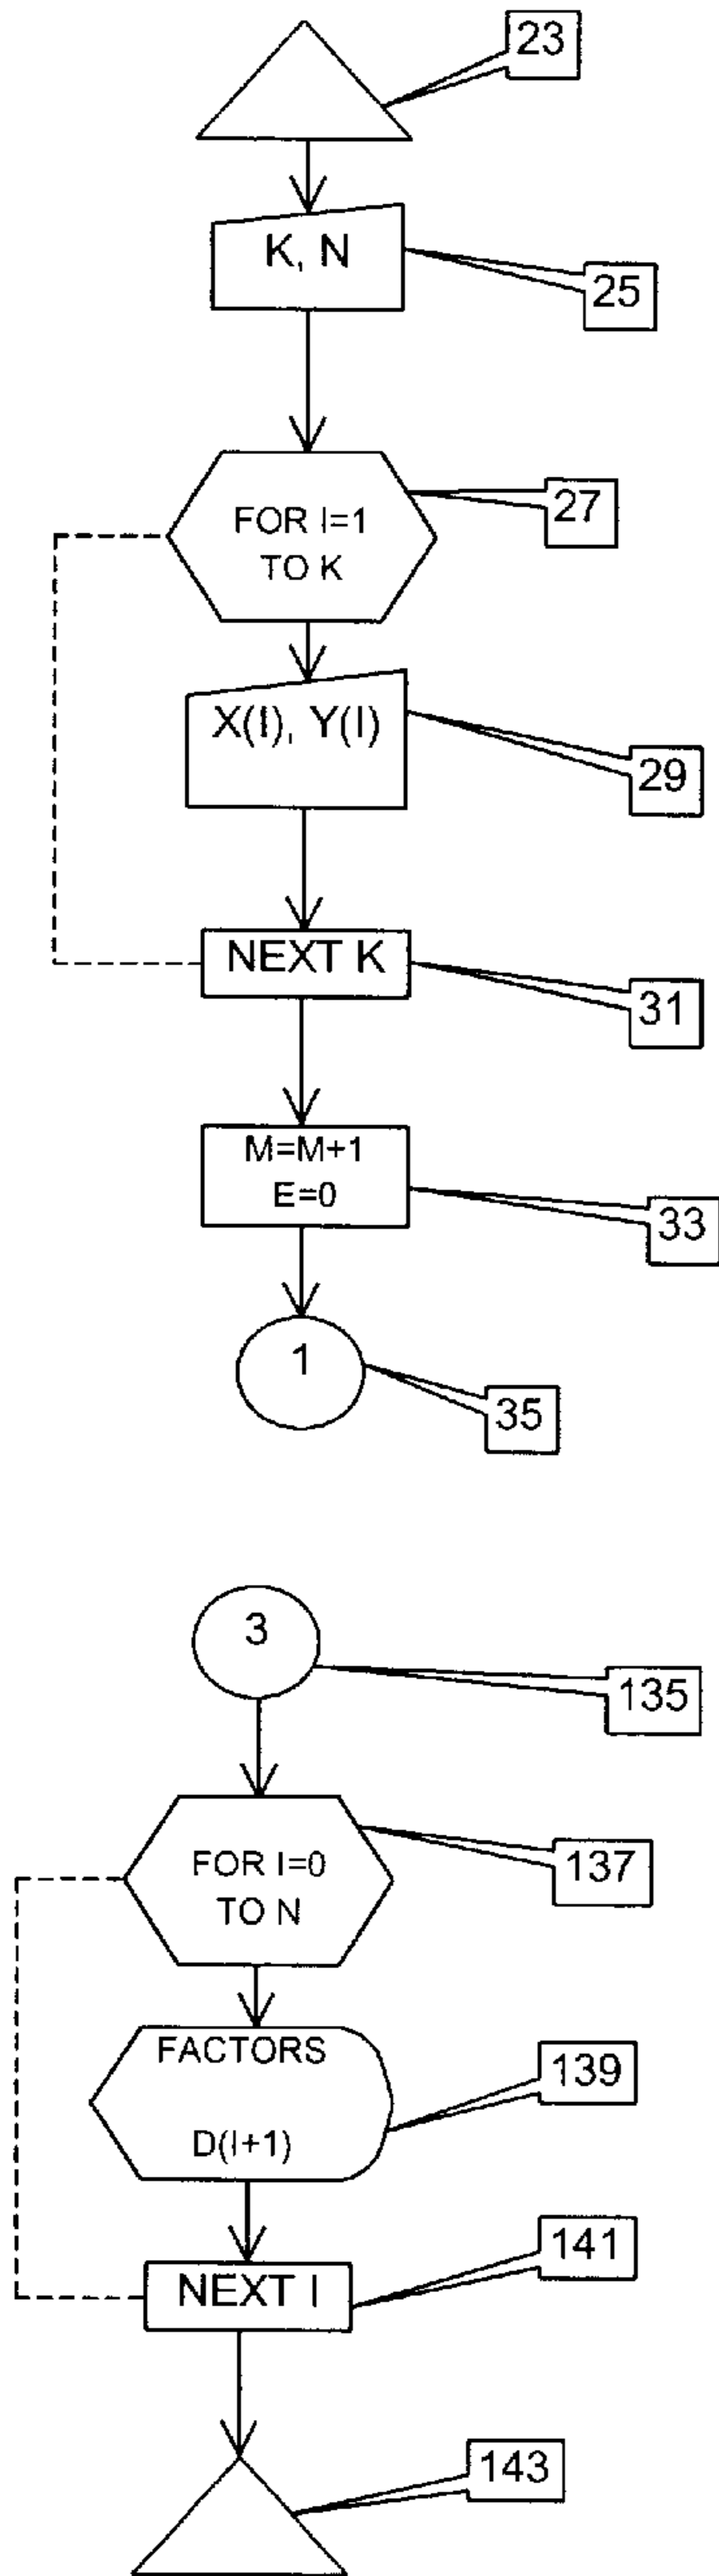 23
K, N
25
FOR I=1
TO K
27
X(I), Y(I)
29
NEXT K
31
M=M+1
E=0
33
1
35
3
135
FOR I=0
TO N
137
FACTORS
D(I+1)
139
NEXT I
141
143